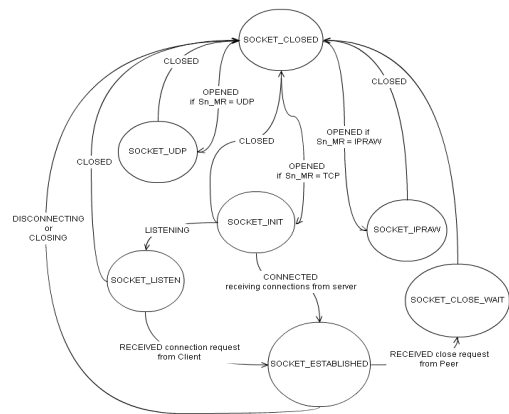 SOCKET_CLOSED
CLOSED
OPENED
if Sn_MR = UDP
CLOSED
CLOSED
OPENED if
Sn_MR = IPRAW
SOCKET_UDP
CLOSED
OPENED
if Sn_MR = TCP
DISCONNECTING
or
CLOSING
LISTENING
SOCKET_INIT
SOCKET_IPRAW
SOCKET_LISTEN
CONNECTED
receiving connections from server
SOCKET_CLOSE_WAIT
RECEIVED connection request
from Client
SOCKET_ESTABLISHED
RECEIVED close request
from Peer